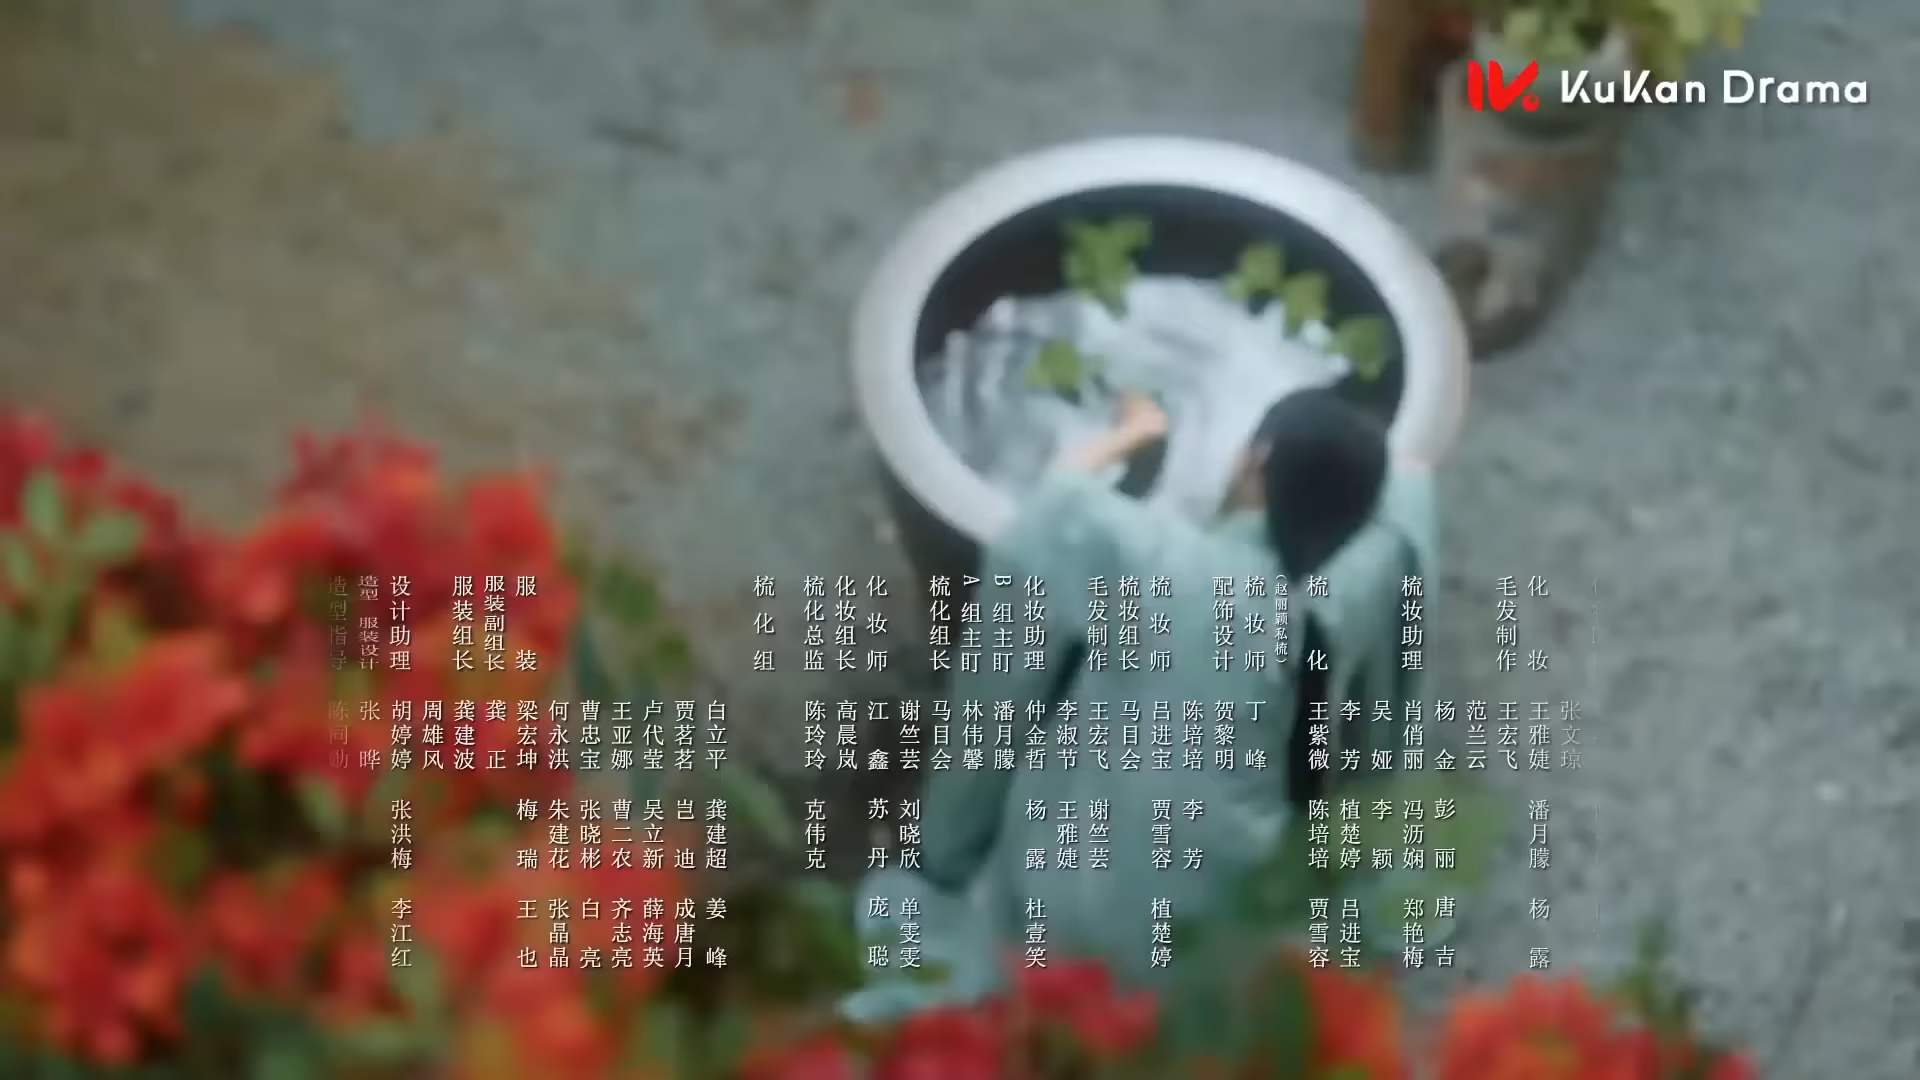 KuKan Drama
造型指导 陈同勋
造型 服装设计 张晔
设计助理 胡婷婷 张洪梅 李江红
周雄风
服装组长 龚建波
服装副组长 龚正
服装 梁宏坤 梅瑞 王也
何永洪 朱建花 张晶晶
曹忠宝 张晓彬 白亮
王亚娜 曹二农 齐志亮
卢代莹 吴立新 薛海英
贾茗茗 岂迪 成唐月
白立平 龚建超 姜峰
梳化组
梳化总监 陈玲玲 克伟克
化妆组长 高晨岚
化妆师 江鑫 苏丹 庞聪
谢竺芸 刘晓欣 单雯雯
梳化组长 马目会
A组主盯 林伟馨
B组主盯 潘月朦
化妆助理 仲金哲 杨露 杜壹笑
李淑节 王雅婕
毛发制作 王宏飞 谢竺芸
梳妆组长 马目会
梳妆师 吕进宝 贾雪容 植楚婷
陈培培 李芳
配饰设计 贺黎明
梳妆师 丁峰
（赵丽颖私梳）
梳化 王紫微 陈培培 贾雪容
李芳 植楚婷 吕进宝
吴娅 李颖
梳妆助理 肖俏丽 冯沥娴 郑艳梅
杨金 彭丽 唐吉
范兰云
毛发制作 王宏飞
化妆 王雅婕 潘月朦 杨露
张文琼